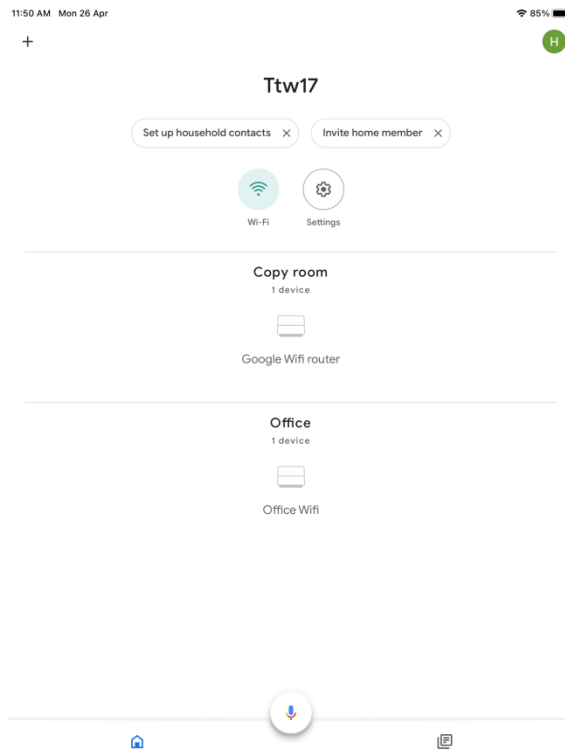 11:50 AM Mon 26 Apr 85%
H
Ttw17
Set up household contacts Invite home member
Wi-Fi Settings
Copy room
1 device
Google Wifi router
Office
1 device
Office Wifi